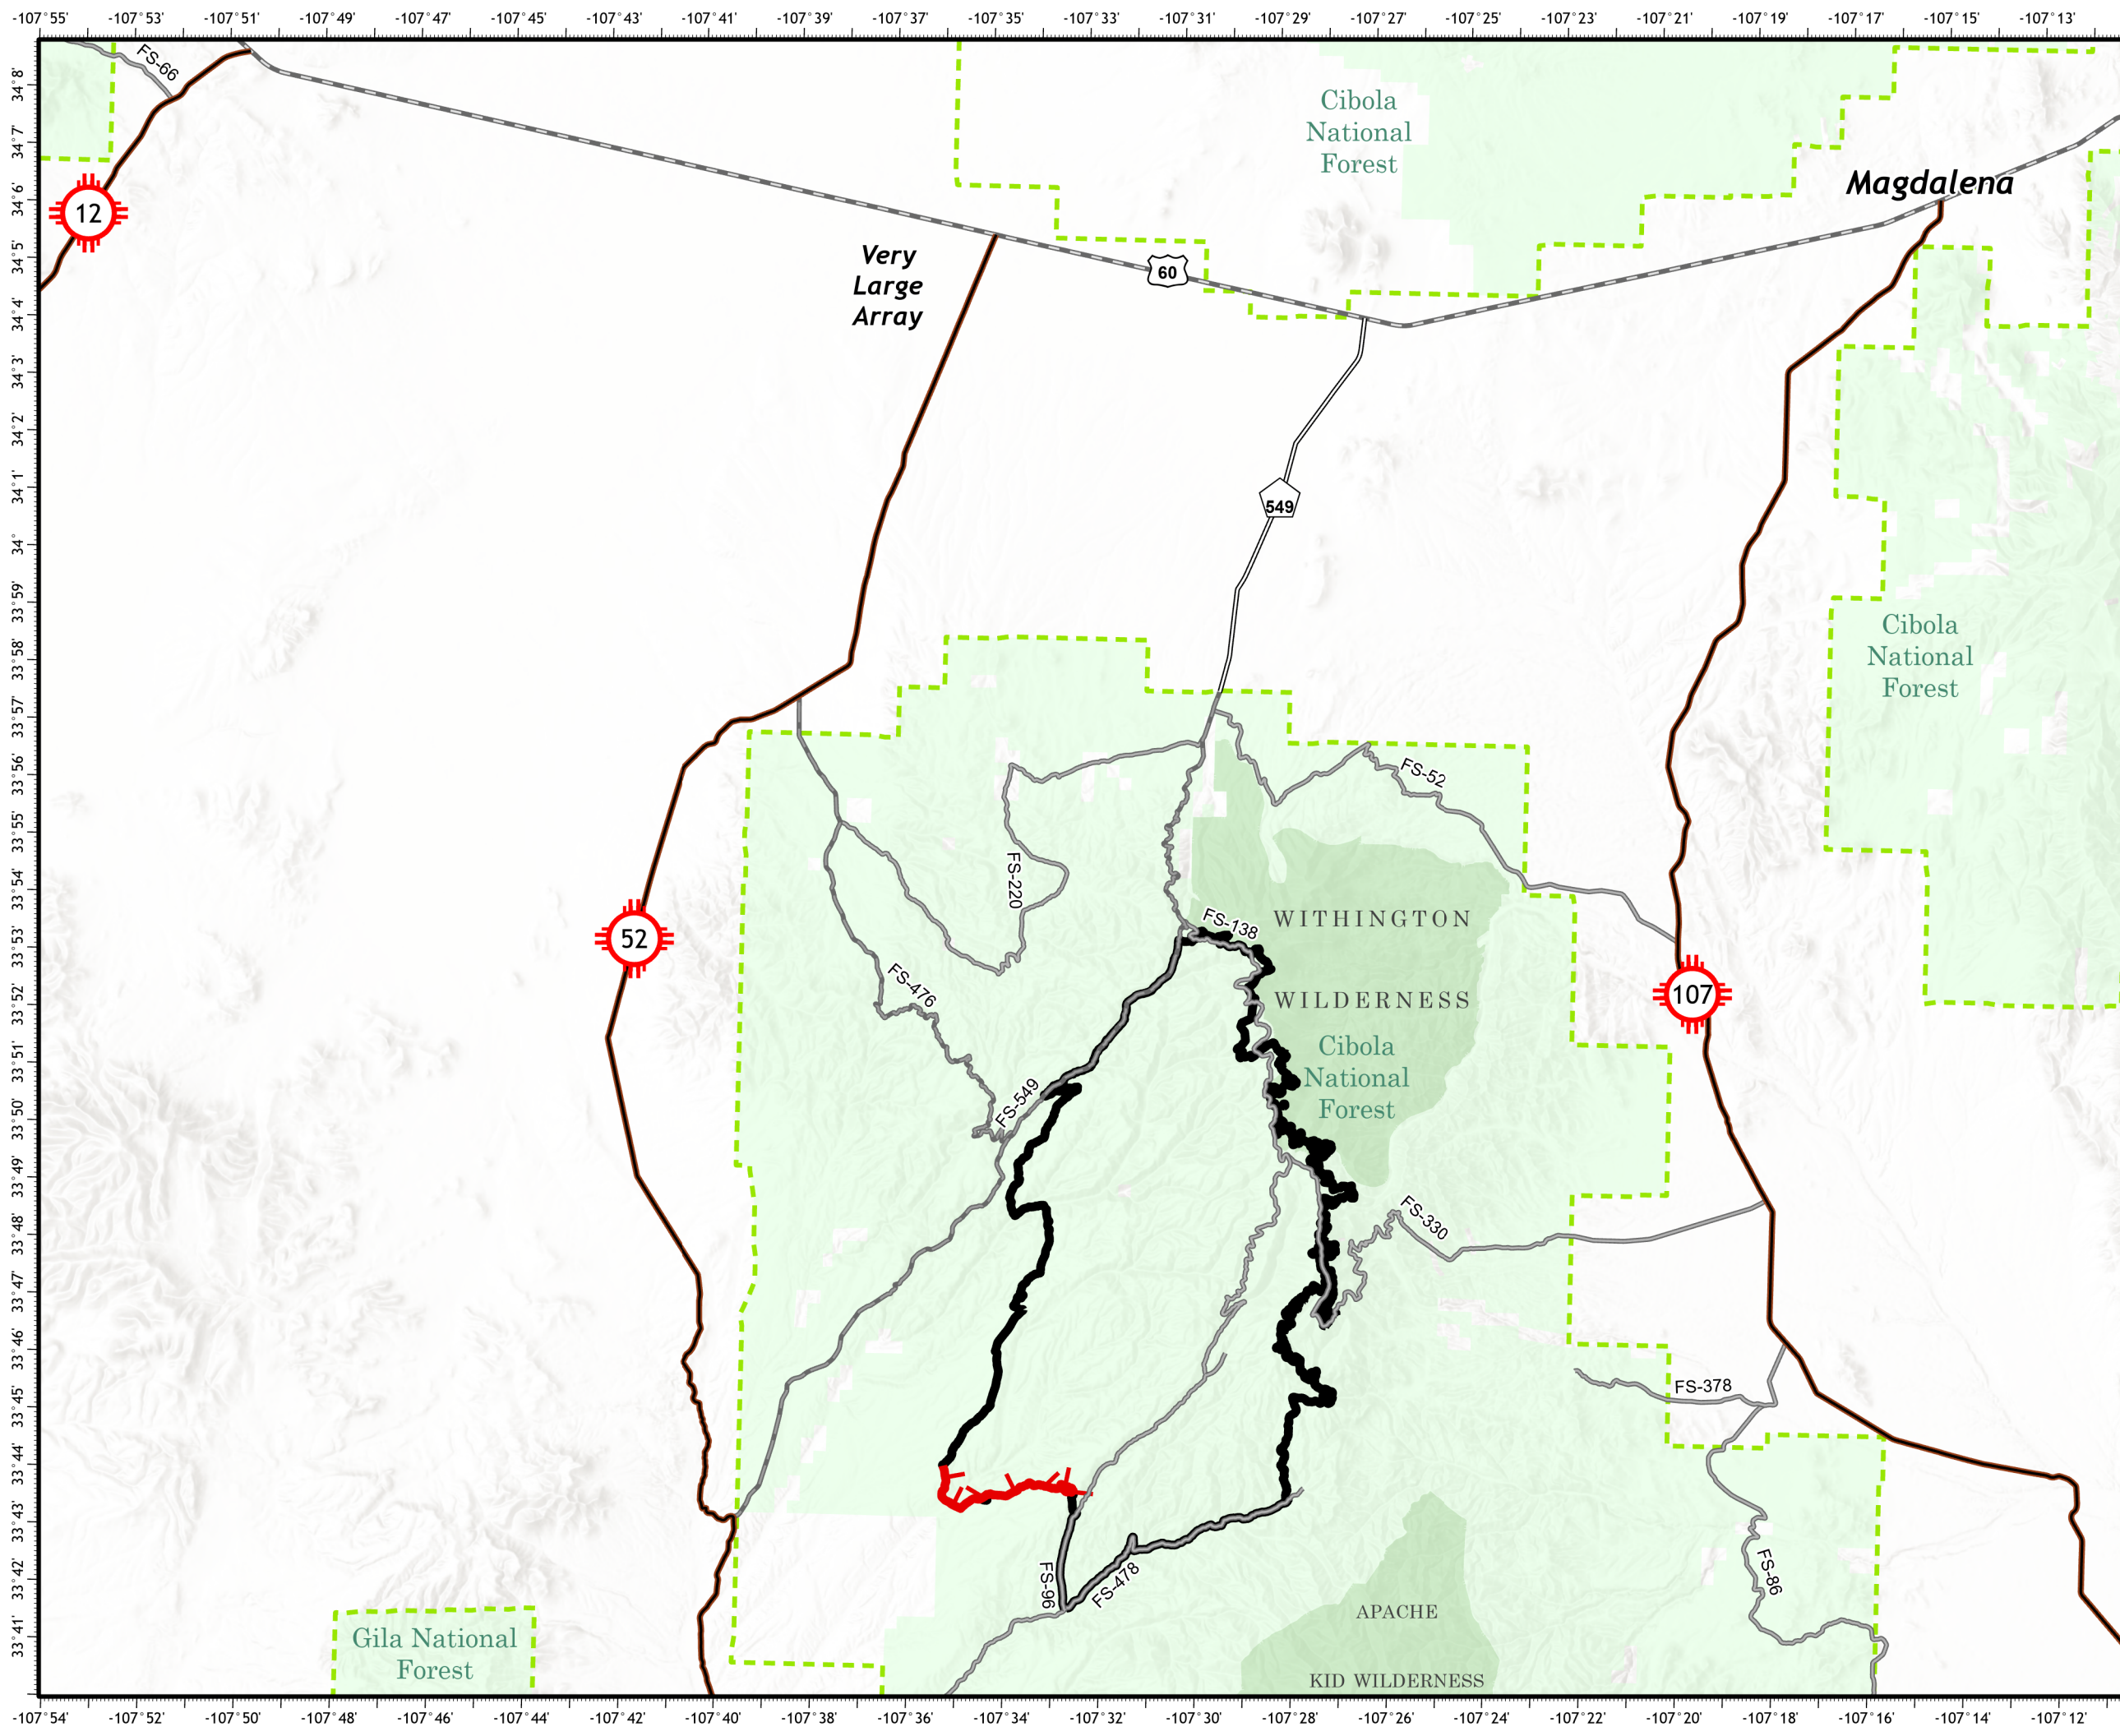 -107°55' -107°53' -107°51' -107°49' -107°47' -107°45' -107°43' -107°41' -107°39' -107°37' -107°35' -107°33' -107°31' -107°29' -107°27' -107°25' -107°23' -107°21' -107°19' -107°17' -107°15' -107°13'
34°8'
34°7'
34°6'
34°5'
34°4'
34°3'
34°2'
34°1'
34°
33°59'
33°58'
33°57'
33°56'
33°55'
33°54'
33°53'
33°52'
33°51'
33°50'
33°49'
33°48'
33°47'
33°46'
33°45'
33°44'
33°43'
33°42'
33°41'
FS-66
12
Cibola
National
Forest
Magdalena
Very
Large
Array
60
549
Cibola
National
Forest
FS-52
FS-220
FS-138
WITHINGTON
WILDERNESS
52
107
FS-476
Cibola
National
Forest
FS-549
FS-330
FS-378
FS-96
FS-478
FS-86
APACHE
KID WILDERNESS
Gila National
Forest
-107°54' -107°52' -107°50' -107°48' -107°46' -107°44' -107°42' -107°40' -107°38' -107°36' -107°34' -107°32' -107°30' -107°28' -107°26' -107°24' -107°22' -107°20' -107°18' -107°16' -107°14' -107°12'